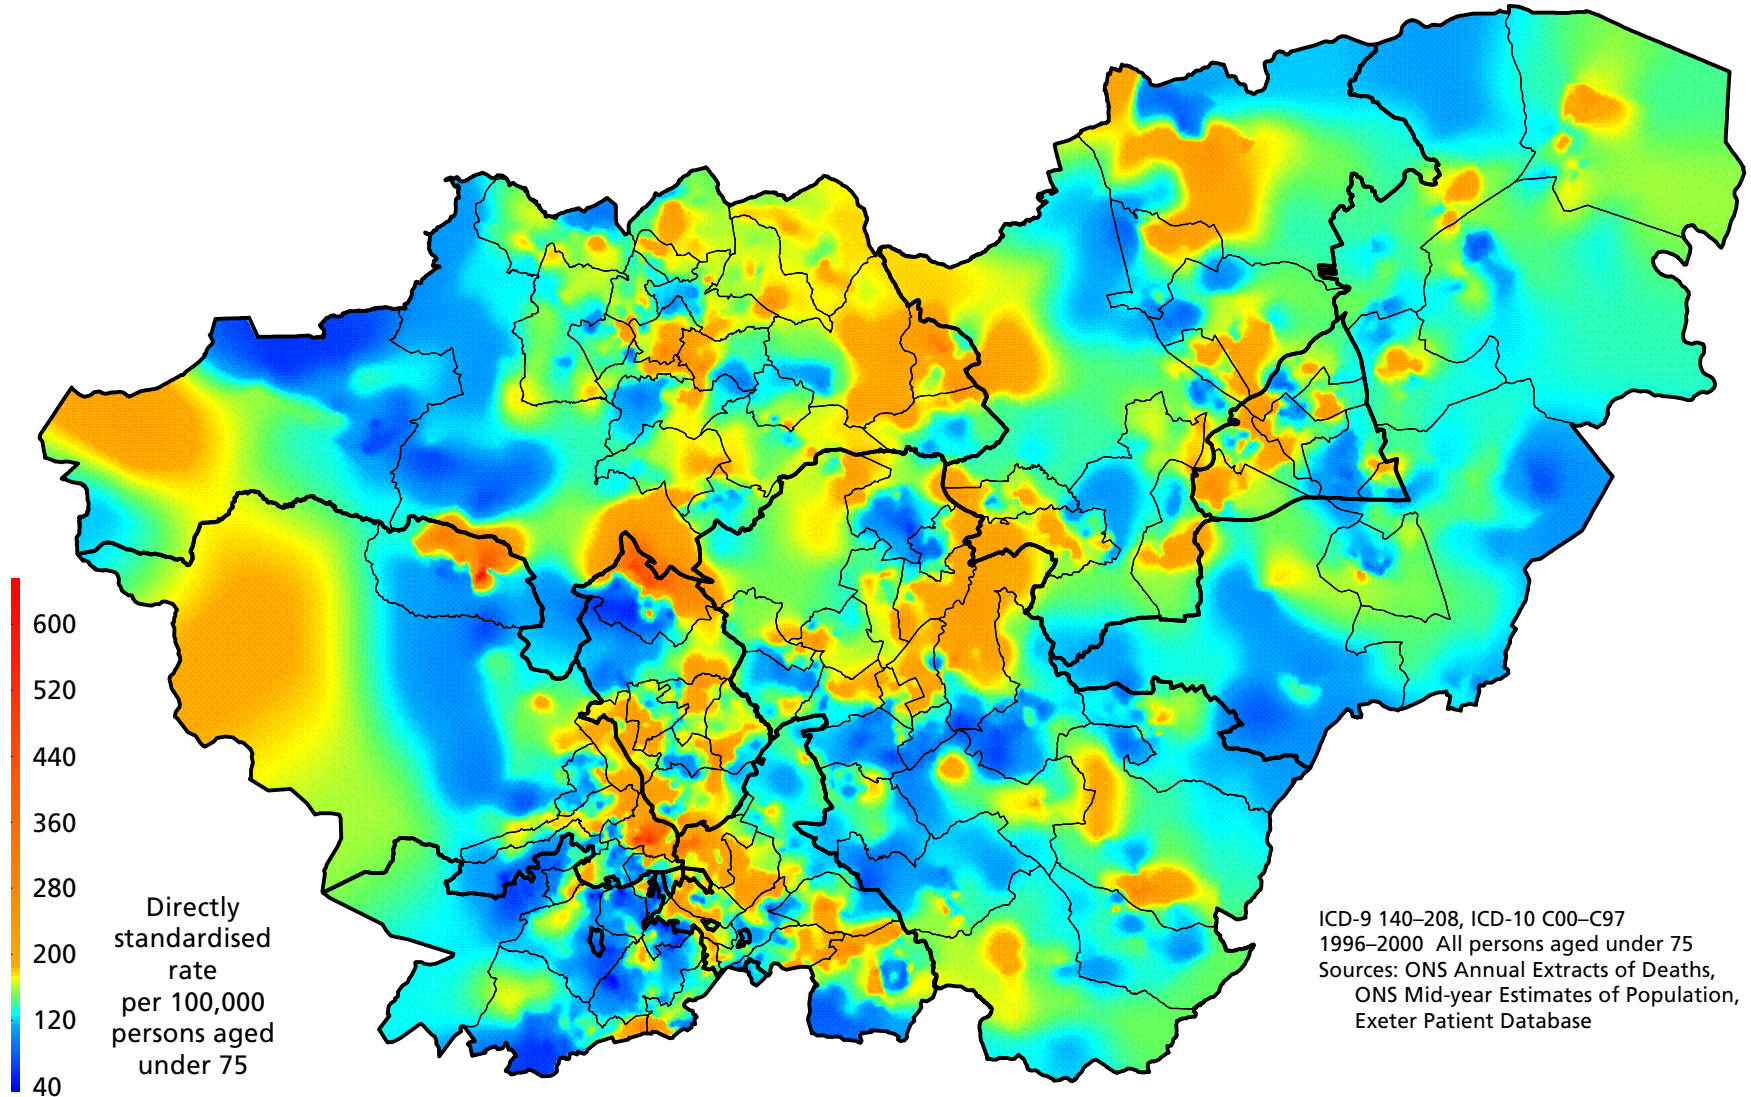 600
520
440
360
280
200
120
40
Directly
standardised
rate
per 100,000
persons aged
under 75
ICD-9 140–208, ICD-10 C00–C97
1996–2000 All persons aged under 75
Sources: ONS Annual Extracts of Deaths,
ONS Mid-year Estimates of Population,
Exeter Patient Database